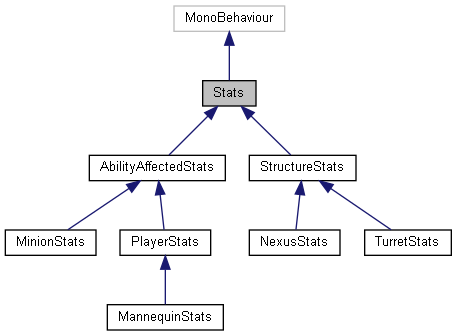 MonoBehaviour
Stats
AbilityAffectedStats
StructureStats
MinionStats
PlayerStats
NexusStats
TurretStats
MannequinStats